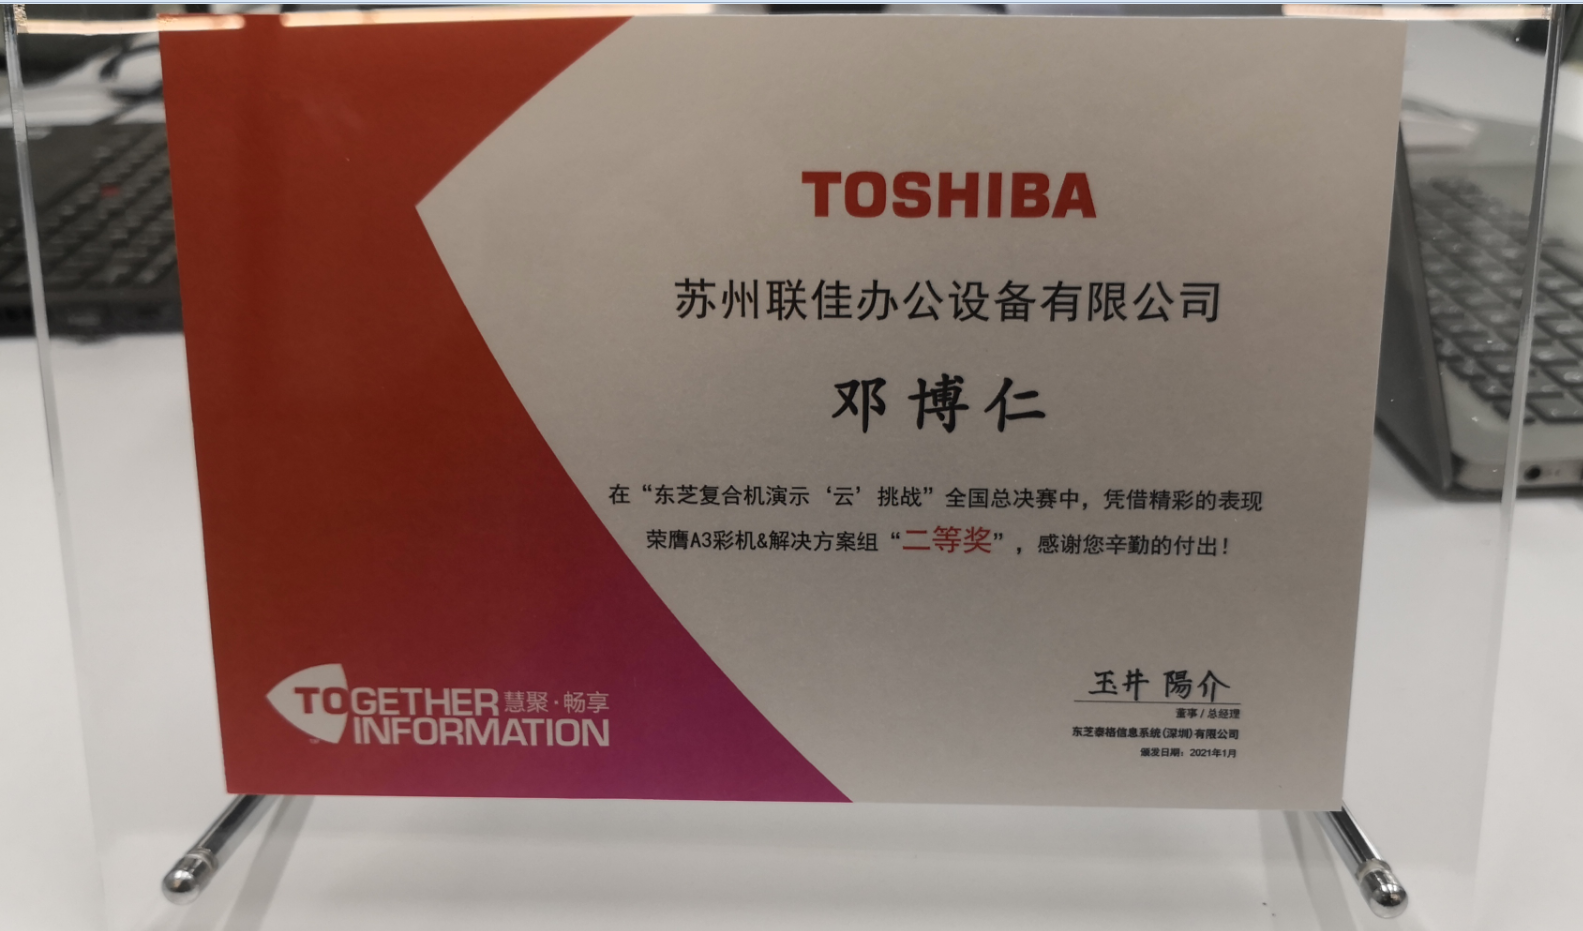 TOSHIBA
苏州联佳办公设备有限公司
邓博仁
在“东芝复合机演示‘云’挑战”全国总决赛中，凭借精彩的表现
荣膺A3彩机&解决方案组“二等奖”，感谢您辛勤的付出！
玉井 陽介
董事/总经理
东芝泰格信息系统(深圳)有限公司
颁发日期：2021年1月
TOGETHER 慧聚·畅享
INFORMATION